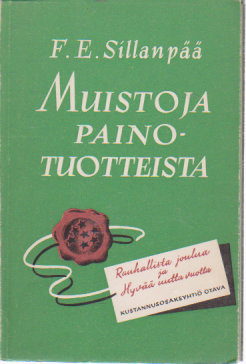 F. E. Sillanpää
MUISTOJA
PAINO-
TUOTTEISTA
Rauhallista joulua
ja
Hyvää uutta vuotta
KUSTANNUSOSAKEYHTIÖ OTAVA